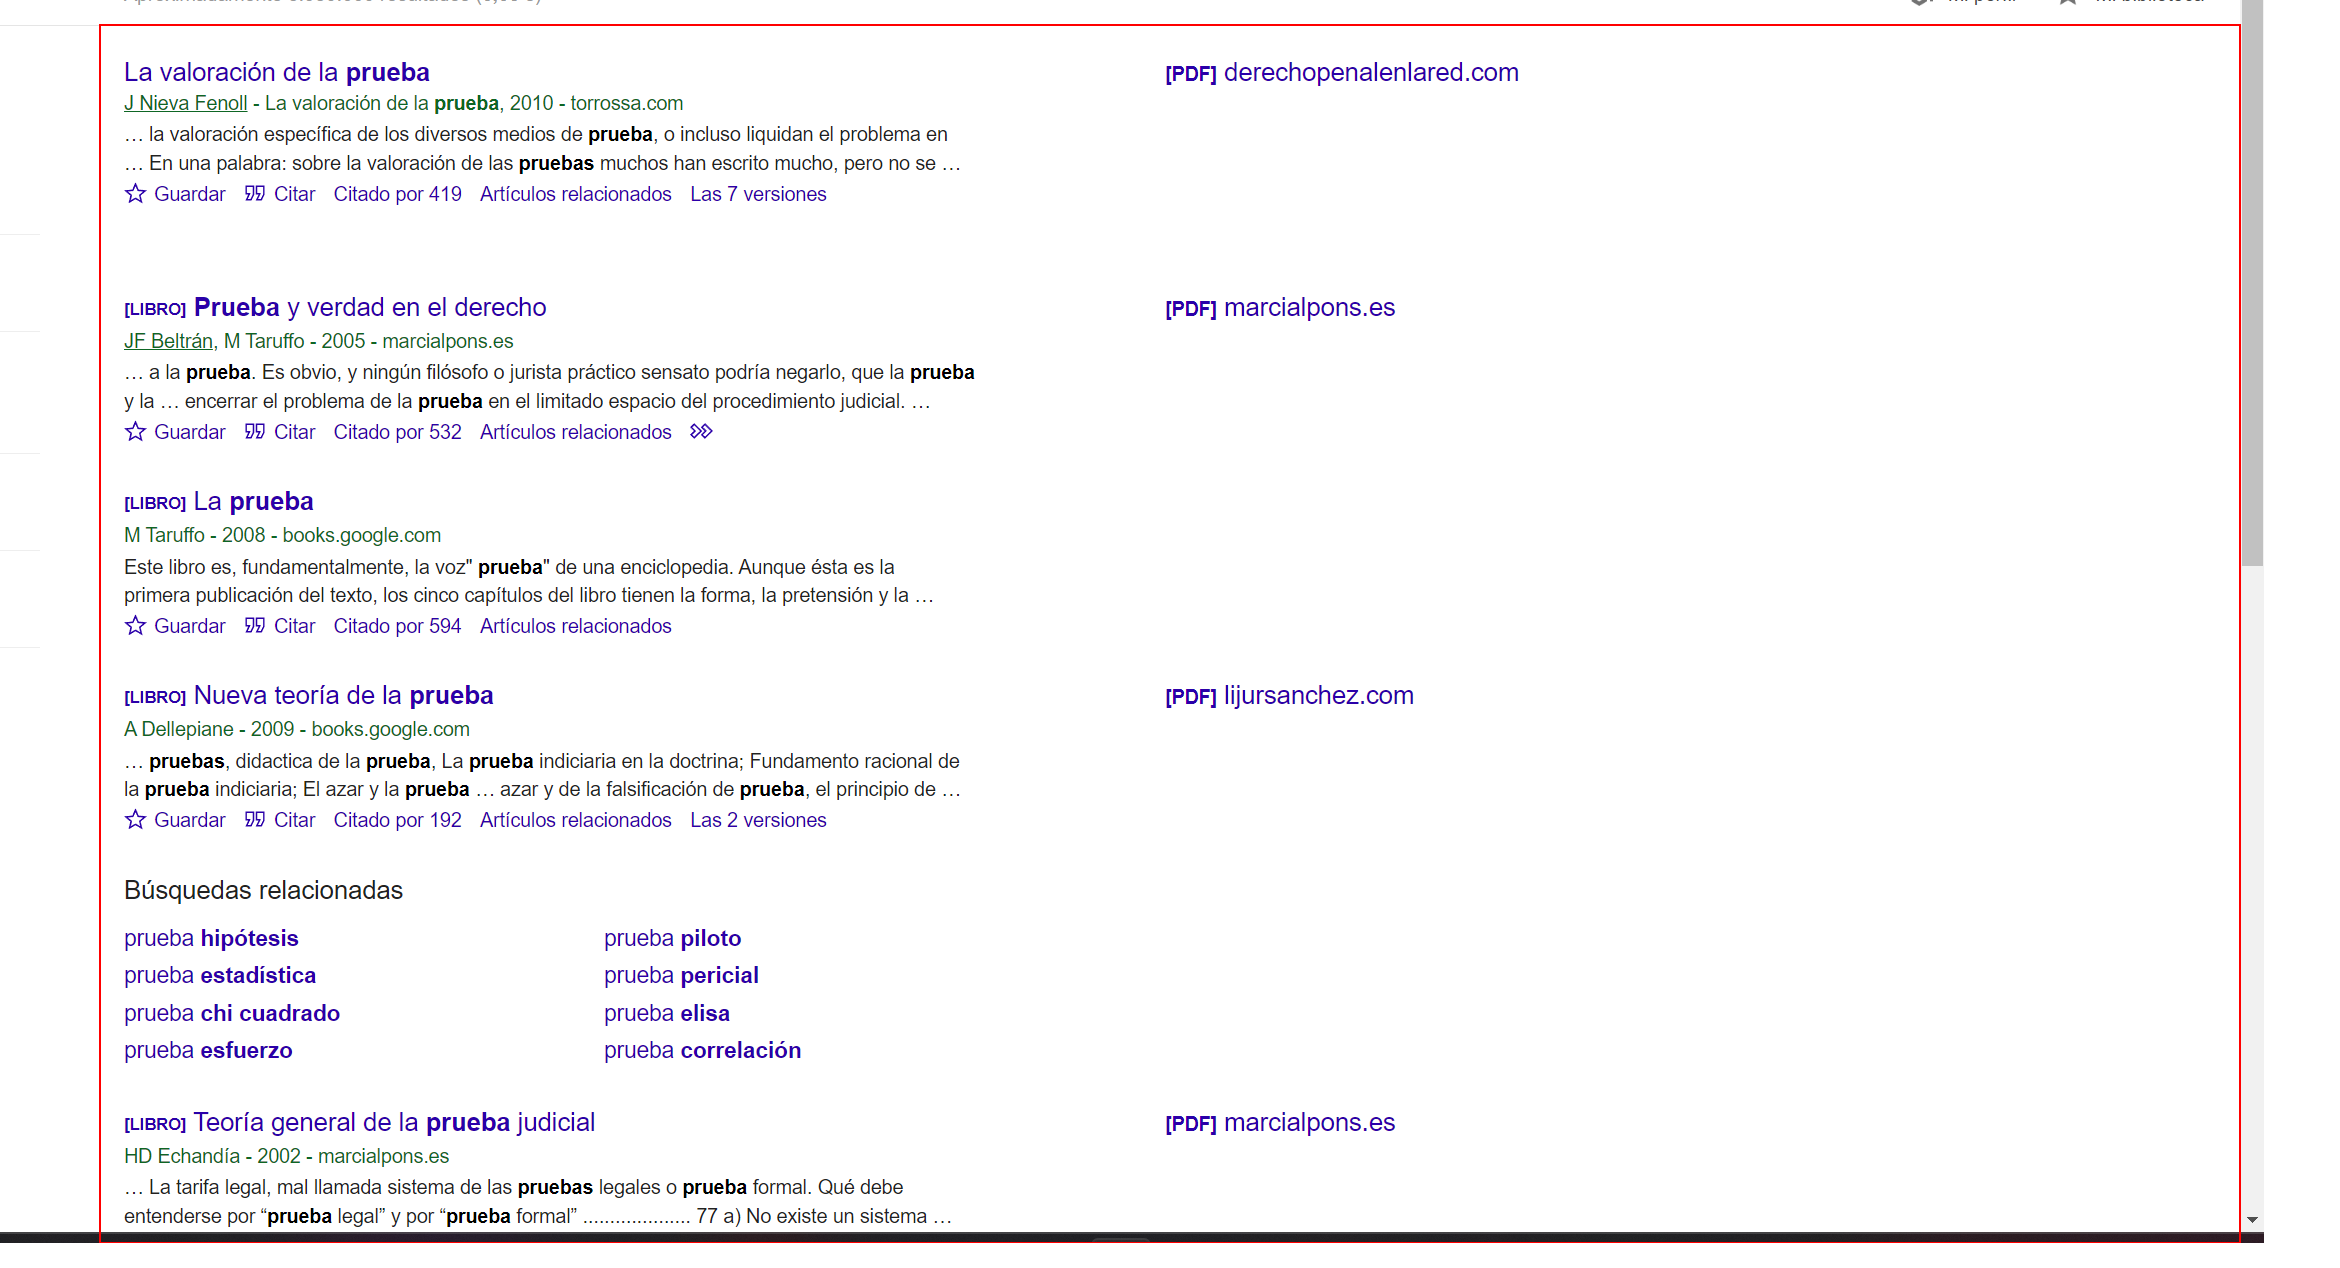 La valoración de la prueba
[PDF] derechopenalenlared.com
J Nieva Fenoll - La valoración de la prueba, 2010 - torrossa.com
… la valoración específica de los diversos medios de prueba, o incluso liquidan el problema en
… En una palabra: sobre la valoración de las pruebas muchos han escrito mucho, pero no se …
Guardar Citar Citado por 419 Artículos relacionados Las 7 versiones
[LIBRO] Prueba y verdad en el derecho
[PDF] marcialpons.es
JF Beltrán, M Taruffo - 2005 - marcialpons.es
… a la prueba. Es obvio, y ningún filósofo o jurista práctico sensato podría negarlo, que la prueba
y la … encerrar el problema de la prueba en el limitado espacio del procedimiento judicial. …
Guardar Citar Citado por 532 Artículos relacionados
[LIBRO] La prueba
M Taruffo - 2008 - books.google.com
Este libro es, fundamentalmente, la voz" prueba" de una enciclopedia. Aunque ésta es la
primera publicación del texto, los cinco capítulos del libro tienen la forma, la pretensión y la …
Guardar Citar Citado por 594 Artículos relacionados
[LIBRO] Nueva teoría de la prueba
[PDF] lijursanchez.com
A Dellepiane - 2009 - books.google.com
… pruebas, didactica de la prueba, La prueba indiciaria en la doctrina; Fundamento racional de
la prueba indiciaria; El azar y la prueba … azar y de la falsificación de prueba, el principio de …
Guardar Citar Citado por 192 Artículos relacionados Las 2 versiones
Búsquedas relacionadas
prueba hipótesis
prueba piloto
prueba estadística
prueba pericial
prueba chi cuadrado
prueba elisa
prueba esfuerzo
prueba correlación
[LIBRO] Teoría general de la prueba judicial
[PDF] marcialpons.es
HD Echandía - 2002 - marcialpons.es
… La tarifa legal, mal llamada sistema de las pruebas legales o prueba formal. Qué debe
entenderse por “prueba legal” y por “prueba formal” .................... 77 a) No existe un sistema …